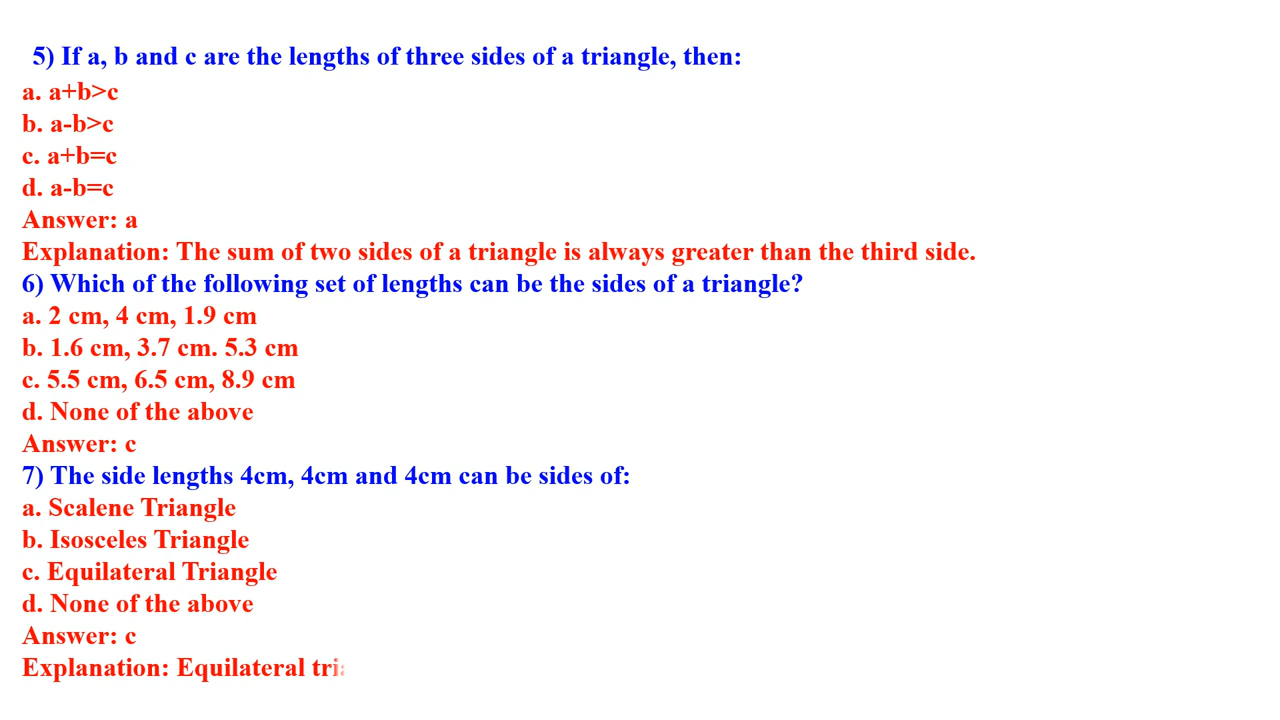 5) If a, b and c are the lengths of three sides of a triangle, then:
a. a+b>c
b. a-b>c
c. a+b=c
d. a-b=c
Answer: a
Explanation: The sum of two sides of a triangle is always greater than the third side.
6) Which of the following set of lengths can be the sides of a triangle?
a. 2 cm, 4 cm, 1.9 cm
b. 1.6 cm, 3.7 cm. 5.3 cm
c. 5.5 cm, 6.5 cm, 8.9 cm
d. None of the above
Answer: c
7) The side lengths 4cm, 4cm and 4cm can be sides of:
a. Scalene Triangle
b. Isosceles Triangle
c. Equilateral Triangle
d. None of the above
Answer: c
Explanation: Equilateral